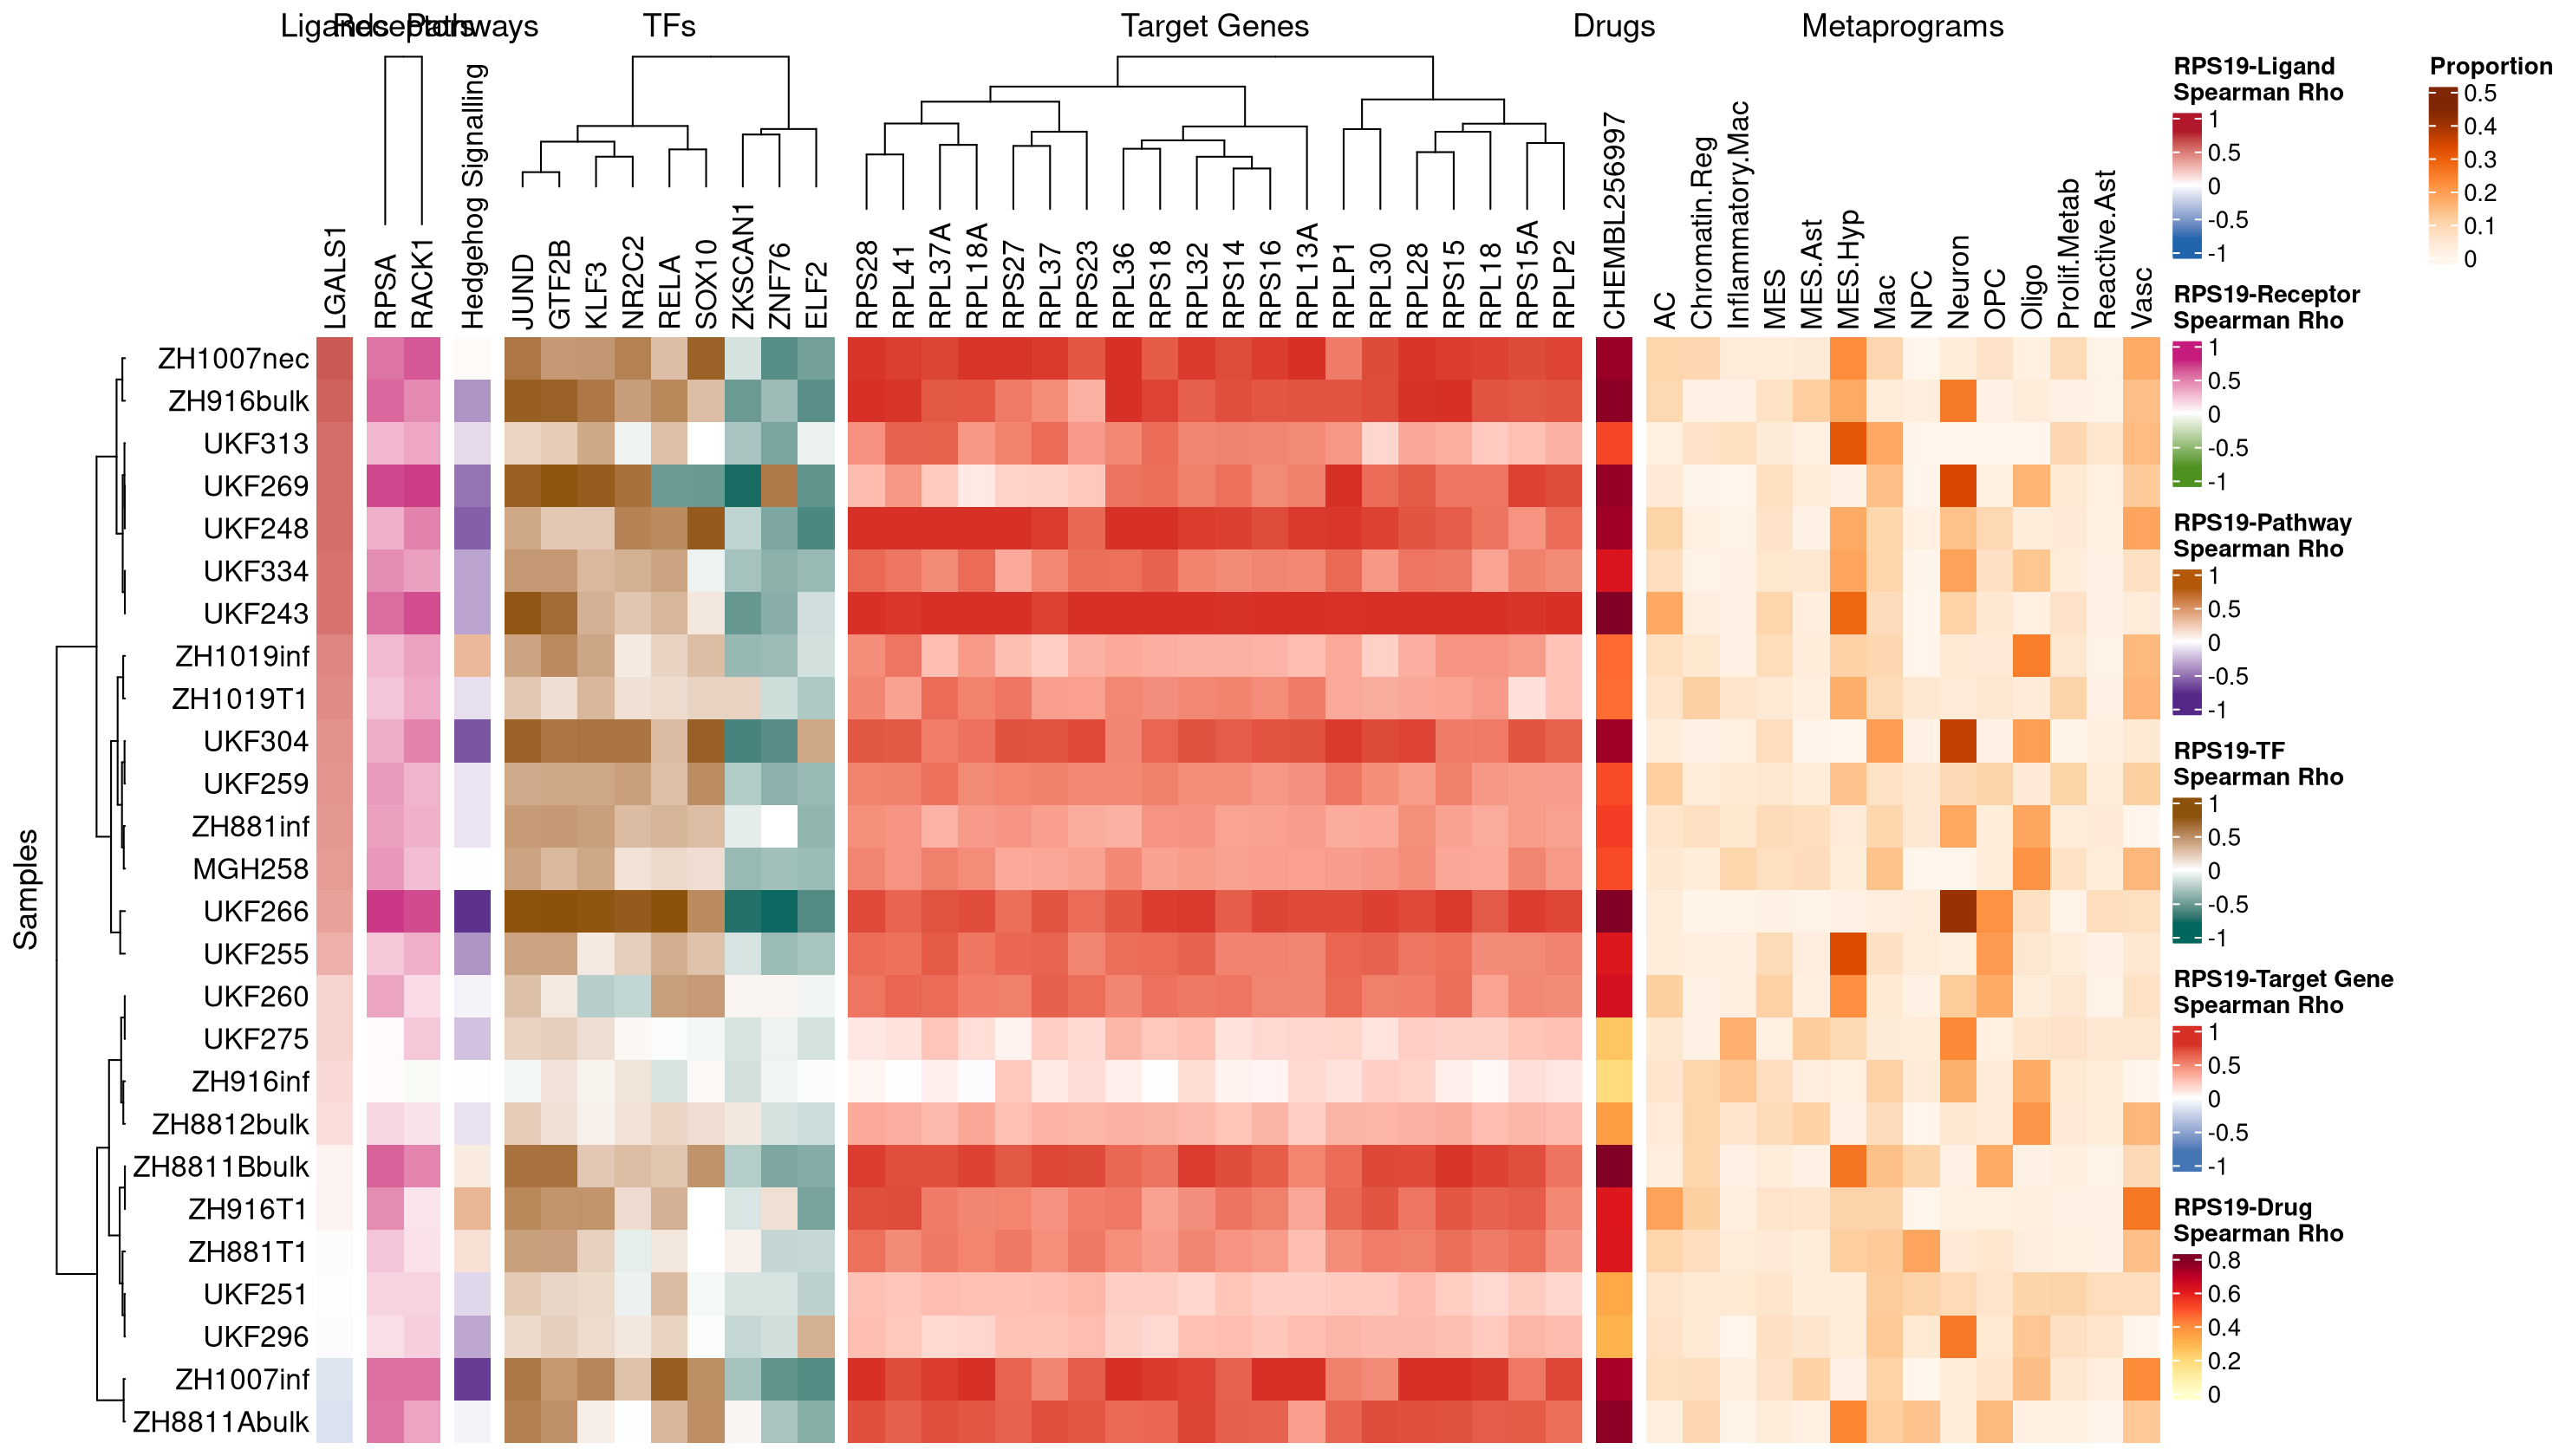 Ligands
Receptors
Pathways
TFs
Target Genes
Drugs
Metaprograms
LGALS1
RPSA
RACK1
Hedgehog Signalling
JUND
GTF2B
KLF3
NR2C2
RELA
SOX10
ZKSCAN1
ZNF76
ELF2
RPS28
RPL41
RPL37A
RPL18A
RPS27
RPL37
RPS23
RPL36
RPS18
RPL32
RPS14
RPS16
RPL13A
RPLP1
RPL30
RPL28
RPS15
RPL18
RPS15A
RPLP2
CHEMBL256997
AC
Chromatin.Reg
Inflammatory.Mac
MES
MES.Ast
MES.Hyp
Mac
NPC
Neuron
OPC
Oligo
Prolif.Metab
Reactive.Ast
Vasc
Samples
ZH1007nec
ZH916bulk
UKF313
UKF269
UKF248
UKF334
UKF243
ZH1019inf
ZH1019T1
UKF304
UKF259
ZH881inf
MGH258
UKF266
UKF255
UKF260
UKF275
ZH916inf
ZH8812bulk
ZH8811Bbulk
ZH916T1
ZH881T1
UKF251
UKF296
ZH1007inf
ZH8811Abulk
RPS19-Ligand
Spearman Rho
1
0.5
0
-0.5
-1
RPS19-Receptor
Spearman Rho
1
0.5
0
-0.5
-1
RPS19-Pathway
Spearman Rho
1
0.5
0
-0.5
-1
RPS19-TF
Spearman Rho
1
0.5
0
-0.5
-1
RPS19-Target Gene
Spearman Rho
1
0.5
0
-0.5
-1
RPS19-Drug
Spearman Rho
0.8
0.6
0.4
0.2
0
Proportion
0.5
0.4
0.3
0.2
0.1
0